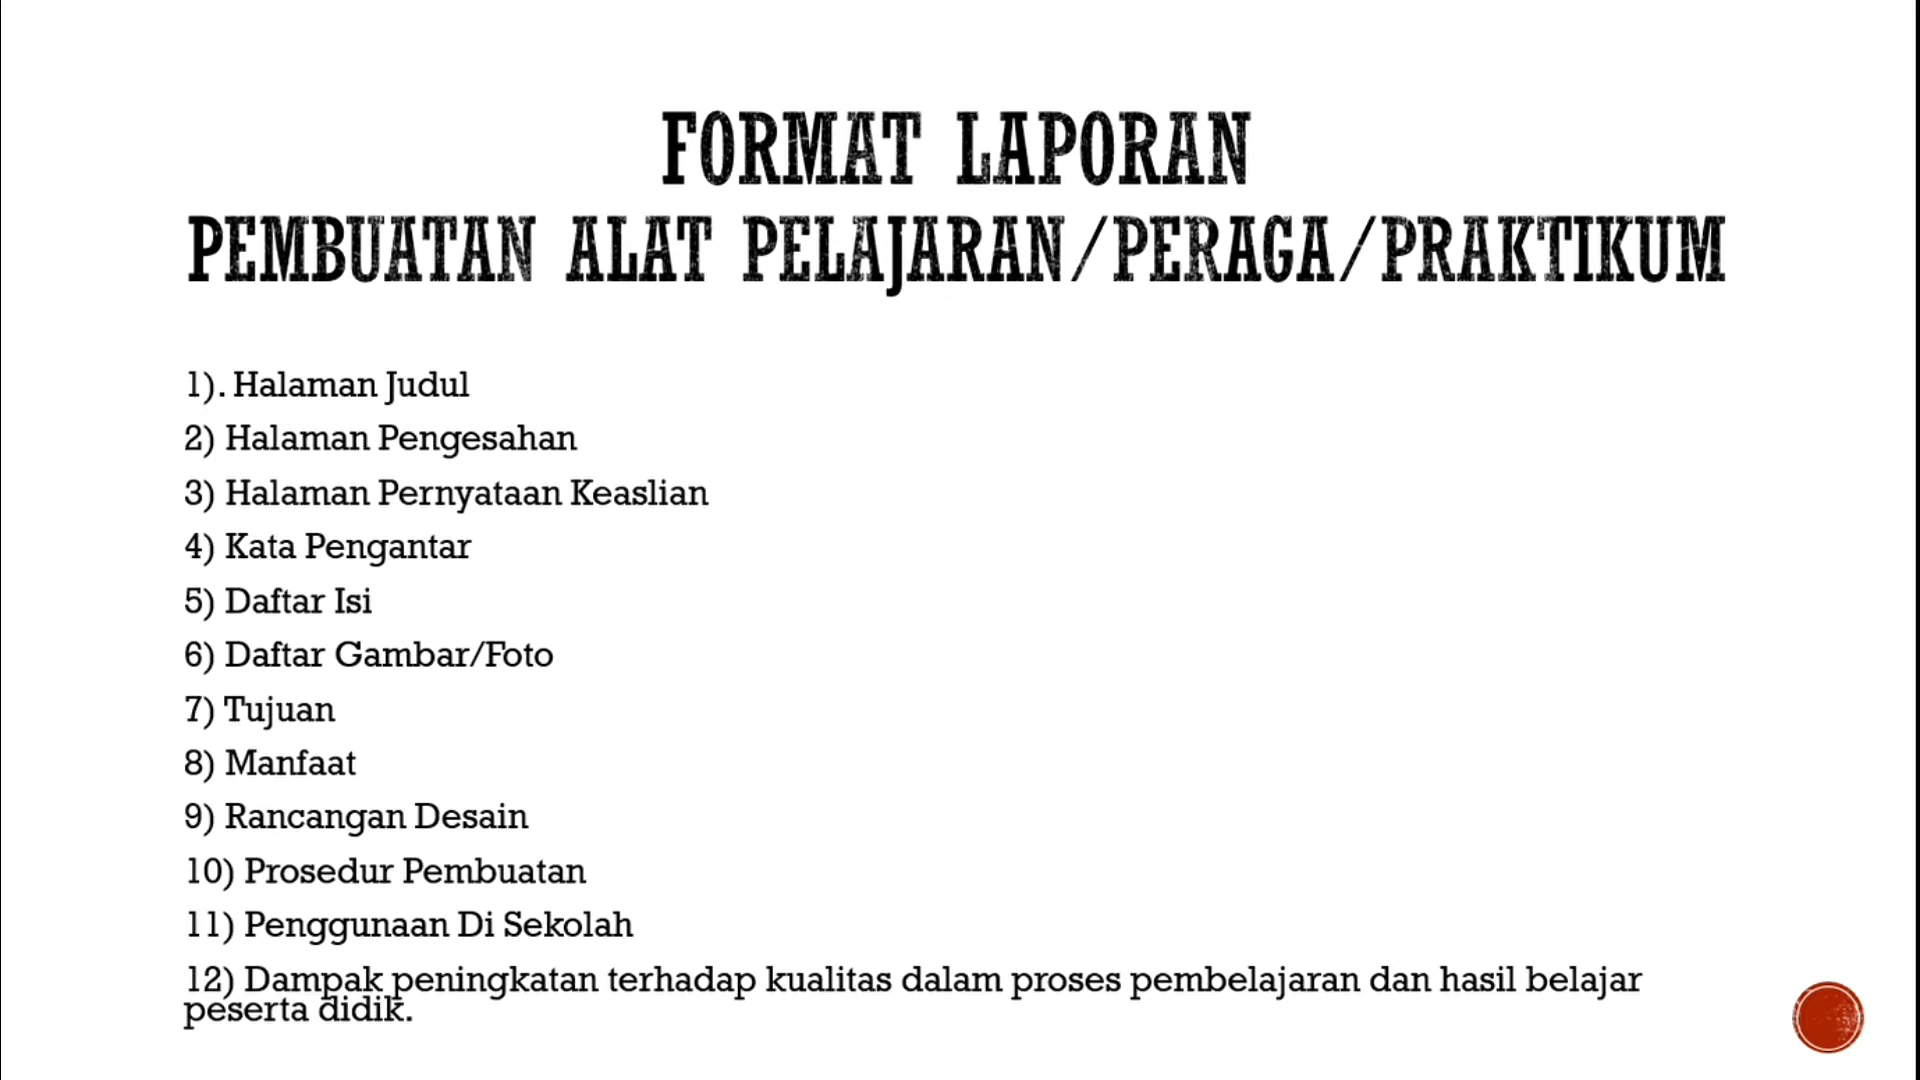 FORMAT LAPORAN
PEMBUATAN ALAT PELAJARAN/PERAGA/PRAKTIKUM
1). Halaman Judul
2) Halaman Pengesahan
3) Halaman Pernyataan Keaslian
4) Kata Pengantar
5) Daftar Isi
6) Daftar Gambar/Foto
7) Tujuan
8) Manfaat
9) Rancangan Desain
10) Prosedur Pembuatan
11) Penggunaan Di Sekolah
12) Dampak peningkatan terhadap kualitas dalam proses pembelajaran dan hasil belajar
peserta didik.